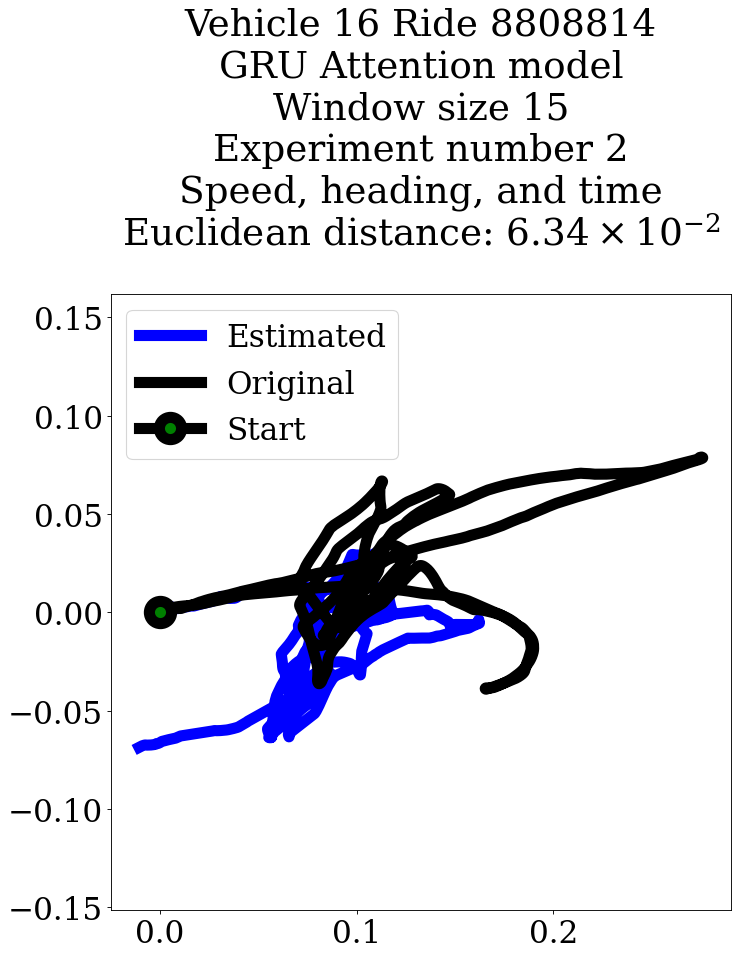 Vehicle 16 Ride 8808814
GRU Attention model
Window size 15
Experiment number 2
Speed, heading, and time
Euclidean distance: 6.34 × 10⁻²
Estimated
Original
Start
0.15
0.10
0.05
0.00
−0.05
−0.10
−0.15
0.0 0.1 0.2